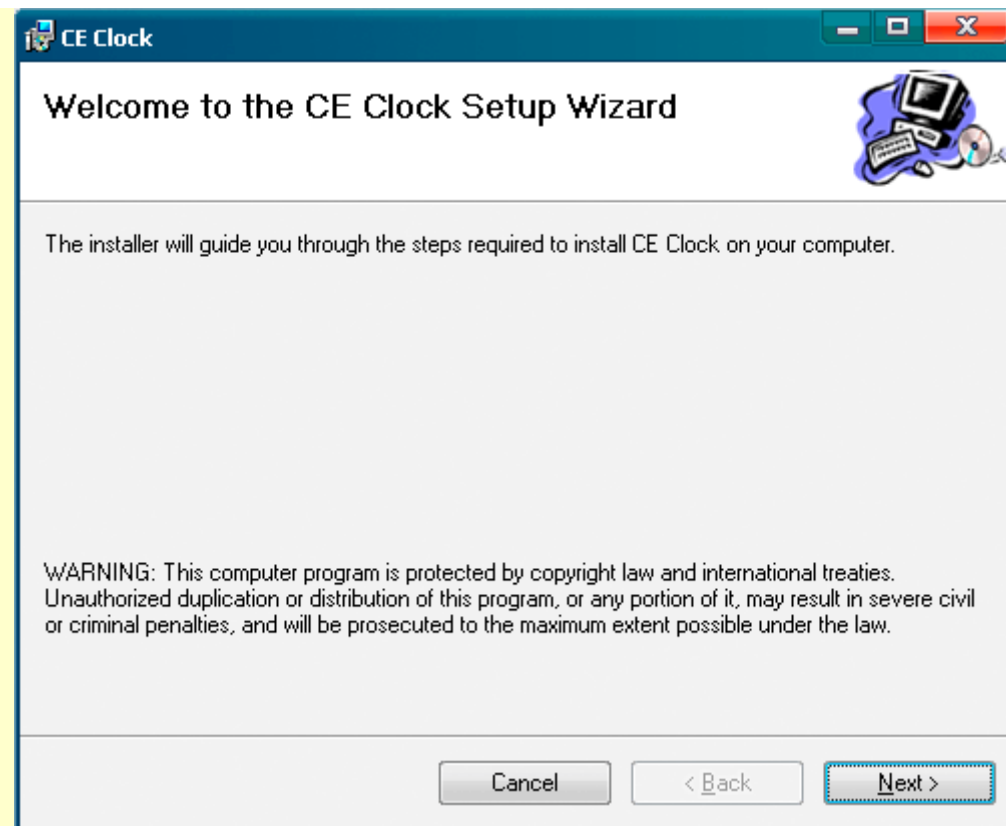 CE Clock
Welcome to the CE Clock Setup Wizard
The installer will guide you through the steps required to install CE Clock on your computer.
WARNING: This computer program is protected by copyright law and international treaties.
Unauthorized duplication or distribution of this program, or any portion of it, may result in severe civil
or criminal penalties, and will be prosecuted to the maximum extent possible under the law.
Cancel < Back Next >